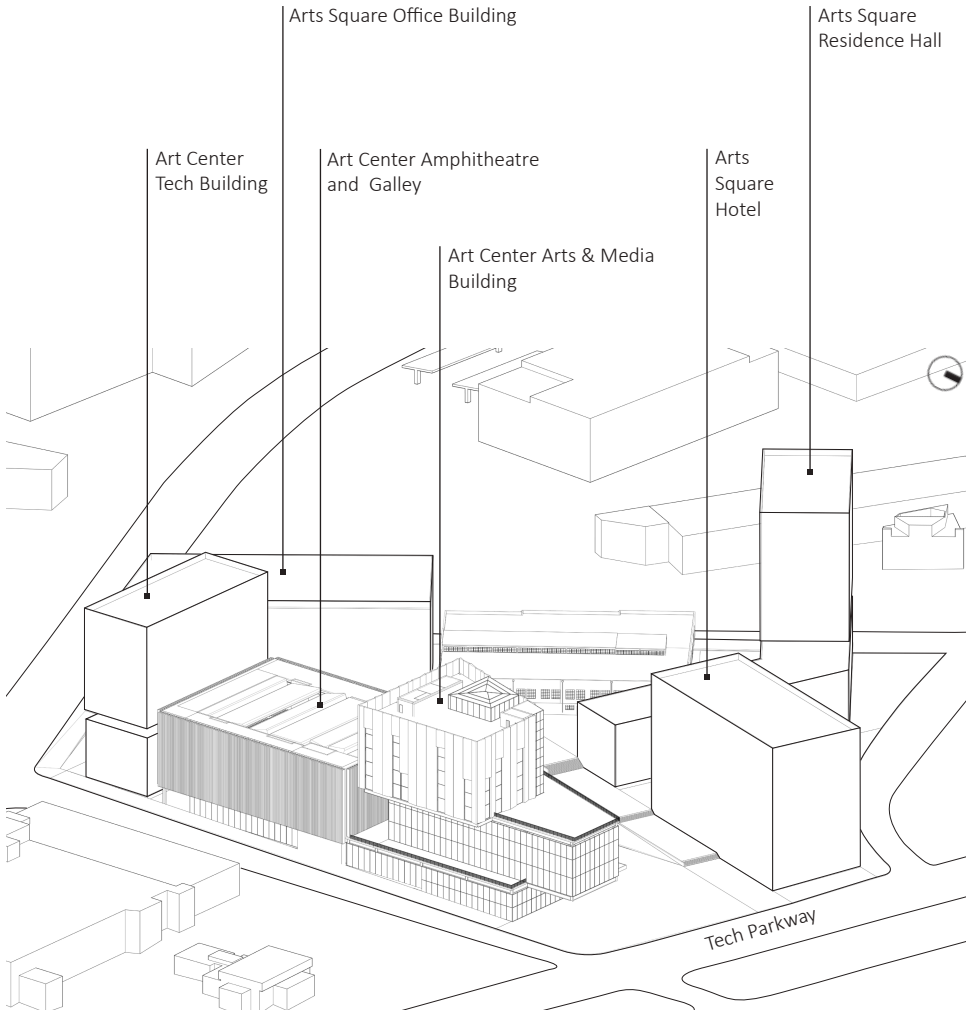 Arts Square Office Building
Arts Square
Residence Hall
Art Center
Tech Building
Art Center Amphitheatre
and  Galley
Arts
Square
Hotel
Art Center Arts & Media
Building
Tech Parkway